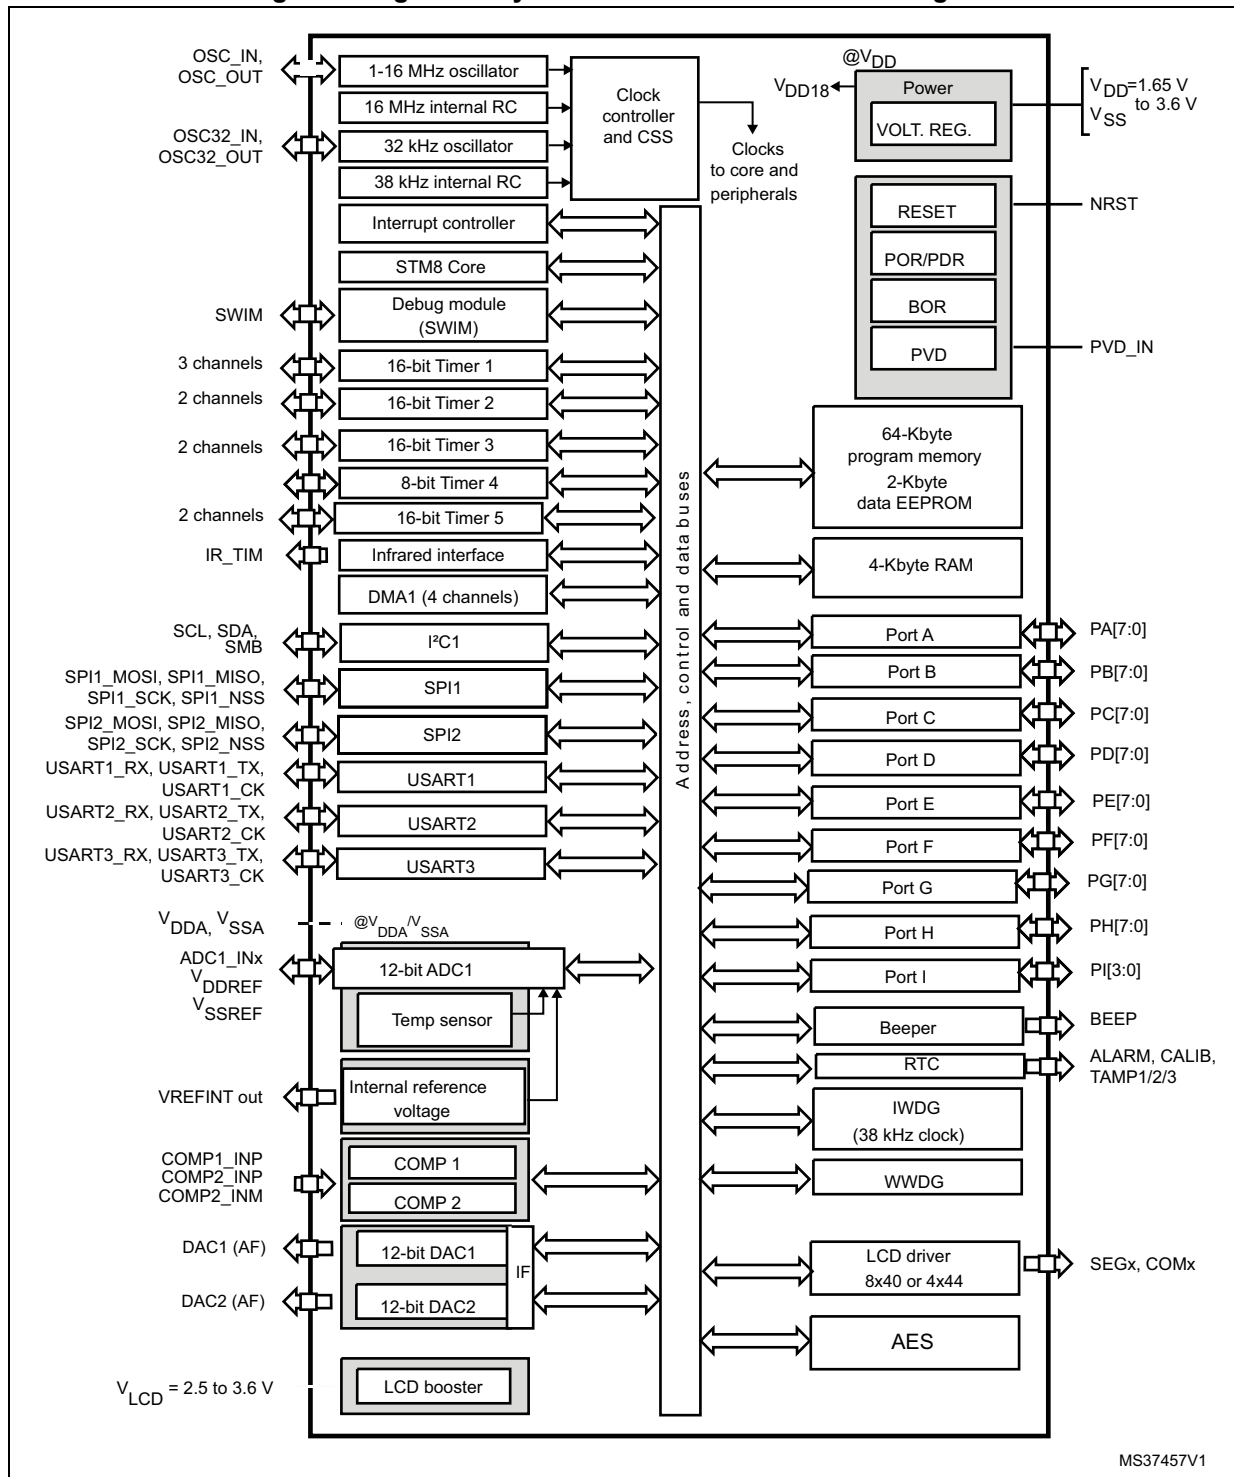 OSC_IN,
OSC_OUT
1-16 MHz oscillator
16 MHz internal RC
OSC32_IN,
OSC32_OUT
32 kHz oscillator
38 kHz internal RC
Clock
controller
and CSS
Clocks
to core and
peripherals
@VDD
VDD18
Power
VOLT. REG.
VDD=1.65 V
to 3.6 V
VSS
RESET
NRST
POR/PDR
BOR
PVD
PVD_IN
Interrupt controller
STM8 Core
SWIM
Debug module
(SWIM)
3 channels
16-bit Timer 1
2 channels
16-bit Timer 2
2 channels
16-bit Timer 3
8-bit Timer 4
2 channels
16-bit Timer 5
IR_TIM
Infrared interface
DMA1 (4 channels)
SCL, SDA,
SMB
I²C1
SPI1_MOSI, SPI1_MISO,
SPI1_SCK, SPI1_NSS
SPI1
SPI2_MOSI, SPI2_MISO,
SPI2_SCK, SPI2_NSS
SPI2
USART1_RX, USART1_TX,
USART1_CK
USART1
USART2_RX, USART2_TX,
USART2_CK
USART2
USART3_RX, USART3_TX,
USART3_CK
USART3
VDDA, VSSA
@VDDA/VSSA
ADC1_INx
VDDREF
VSSREF
12-bit ADC1
Temp sensor
VREFINT out
Internal reference
voltage
COMP1_INP
COMP2_INP
COMP2_INM
COMP 1
COMP 2
DAC1 (AF)
12-bit DAC1
IF
DAC2 (AF)
12-bit DAC2
VLCD = 2.5 to 3.6 V
LCD booster
Address, control and data buses
64-Kbyte
program memory
2-Kbyte
data EEPROM
4-Kbyte RAM
Port A
PA[7:0]
Port B
PB[7:0]
Port C
PC[7:0]
Port D
PD[7:0]
Port E
PE[7:0]
Port F
PF[7:0]
Port G
PG[7:0]
Port H
PH[7:0]
Port I
PI[3:0]
Beeper
BEEP
RTC
ALARM, CALIB,
TAMP1/2/3
IWDG
(38 kHz clock)
WWDG
LCD driver
8x40 or 4x44
SEGx, COMx
AES
MS37457V1